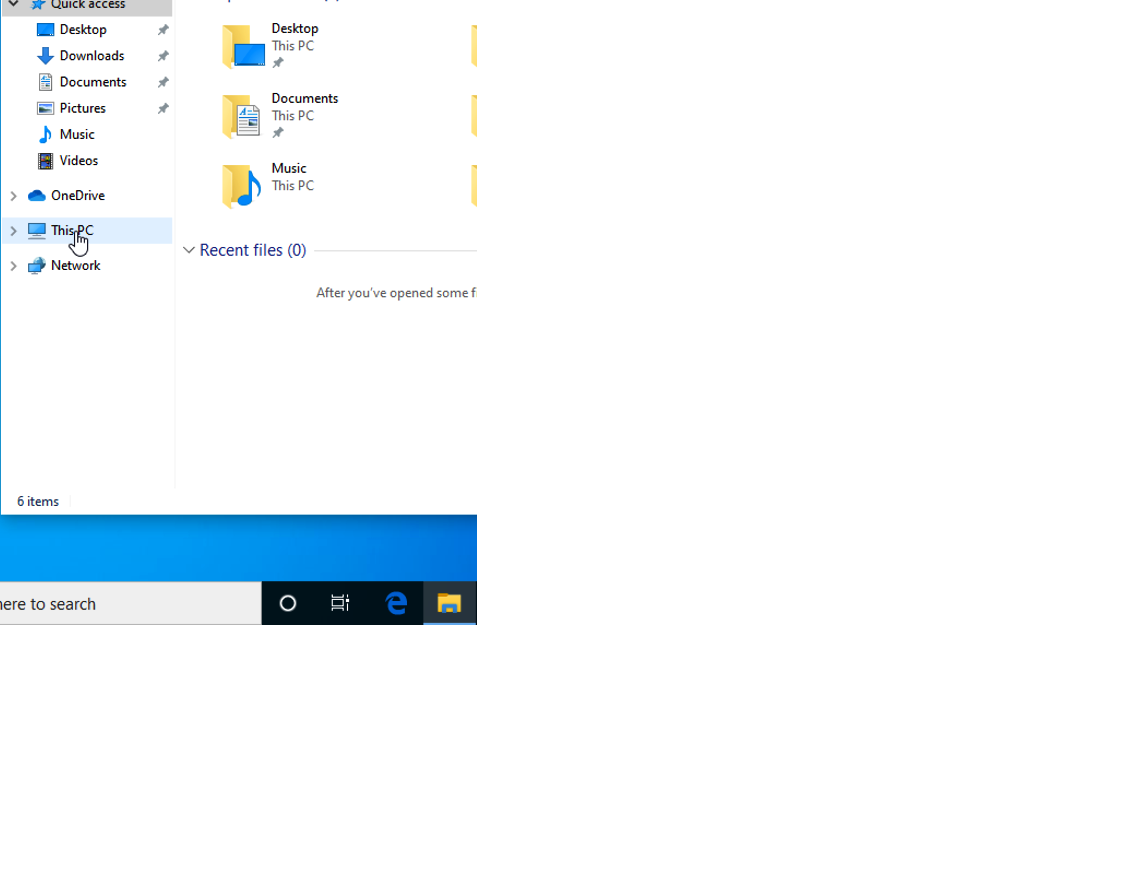 Quick access
Desktop
Downloads
Documents
Pictures
Music
Videos
OneDrive
This PC
Network
Desktop
This PC
Documents
This PC
Music
This PC
Recent files (0)
After you've opened some
6 items
to search